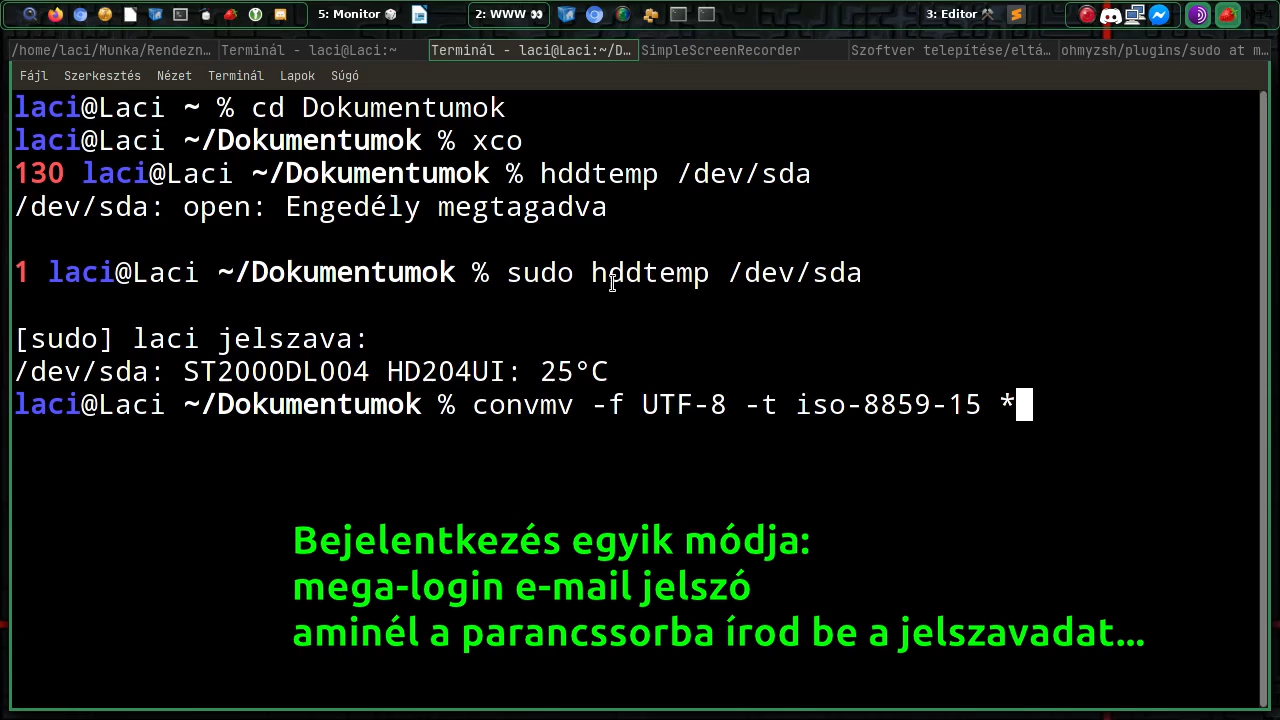 5: Monitor
2: WWW
3: Editor
/home/laci/Munka/Rendezn…
Terminál - laci@Laci:~
Terminál - laci@Laci:~/D…
SimpleScreenRecorder
Szoftver telepítése/eltá…
ohmyzsh/plugins/sudo at m…
Fájl Szerkesztés Nézet Terminál Lapok Súgó
laci@Laci ~ % cd Dokumentumok
laci@Laci ~/Dokumentumok % xco
130 laci@Laci ~/Dokumentumok % hddtemp /dev/sda
/dev/sda: open: Engedély megtagadva
1 laci@Laci ~/Dokumentumok % sudo hddtemp /dev/sda
[sudo] laci jelszava:
/dev/sda: ST2000DL004 HD204UI: 25°C
laci@Laci ~/Dokumentumok % convmv -f UTF-8 -t iso-8859-15 *
Bejelentkezés egyik módja:
mega-login e-mail jelszó
aminél a parancssorba írod be a jelszavadat...